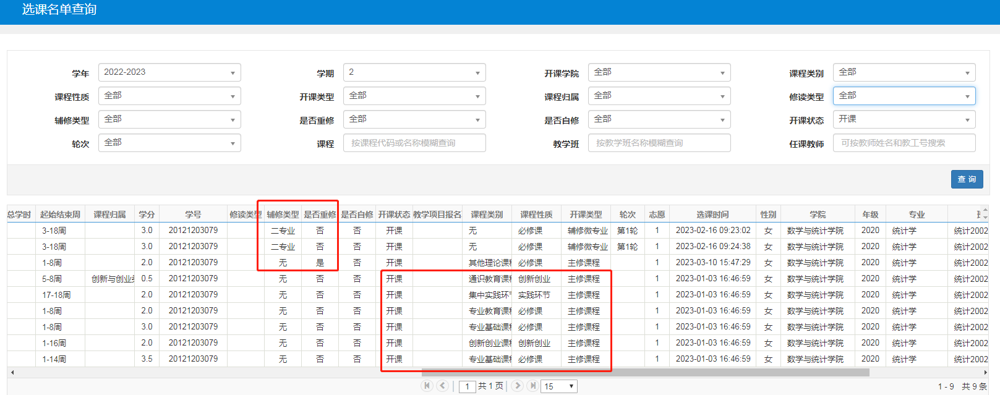 选课名单查询
学年 2022-2023 学期 2 开课学院 全部 课程类别 全部
课程性质 全部 开课类型 全部 课程归属 全部 修读类型 全部
辅修类型 全部 是否重修 全部 是否自修 全部 开课状态 开课
轮次 全部 课程 按课程代码或名称模糊查询 教学班 按教学班名称模糊查询 任课教师 可按教师姓名和教工号搜索
查 询
总学时 起始结束周 课程归属 学分 学号 修读类型 辅修类型 是否重修 是否自修 开课状态 教学项目报名 课程类别 课程性质 开课类型 轮次 志愿 选课时间 性别 学院 年级 专业
3-18周 3.0 20121203079 二专业 否 否 开课 无 必修课 辅修微专业 第1轮 1 2023-02-16 09:23:02 女 数学与统计学院 2020 统计学 统计2002
3-18周 3.0 20121203079 二专业 否 否 开课 无 必修课 辅修微专业 第1轮 1 2023-02-16 09:24:38 女 数学与统计学院 2020 统计学 统计2002
1-8周 2.0 20121203079 无 是 否 开课 其他理论课程 必修课 主修课程 1 2023-03-10 15:47:29 女 数学与统计学院 2020 统计学 统计2002
5-8周 创新与创业类 0.5 20121203079 无 否 否 开课 通识教育课程 创新创业 主修课程 1 2023-01-03 16:46:59 女 数学与统计学院 2020 统计学 统计2002
17-18周 2.0 20121203079 无 否 否 开课 集中实践环节 实践环节 主修课程 1 2023-01-03 16:46:59 女 数学与统计学院 2020 统计学 统计2002
1-8周 2.0 20121203079 无 否 否 开课 专业教育课程 必修课 主修课程 1 2023-01-03 16:46:59 女 数学与统计学院 2020 统计学 统计2002
1-8周 3.0 20121203079 无 否 否 开课 专业基础课程 必修课 主修课程 1 2023-01-03 16:46:59 女 数学与统计学院 2020 统计学 统计2002
1-16周 2.0 20121203079 无 否 否 开课 创新创业课程 创新创业 主修课程 1 2023-01-03 16:46:59 女 数学与统计学院 2020 统计学 统计2002
1-14周 3.5 20121203079 无 否 否 开课 专业基础课程 必修课 主修课程 1 2023-01-03 16:46:59 女 数学与统计学院 2020 统计学 统计2002
1 共 1 页 15 1 - 9 共 9 条